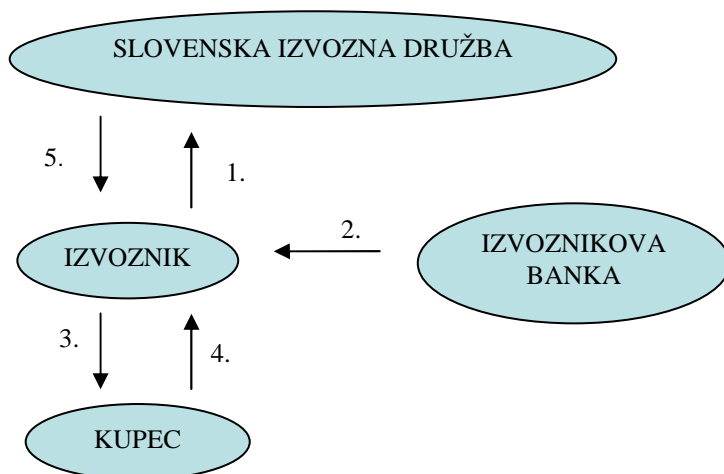 SLOVENSKA IZVOZNA DRUŽBA
5.
1.
2.
IZVOZNIK
IZVOZNIKOVA
BANKA
3.
4.
KUPEC